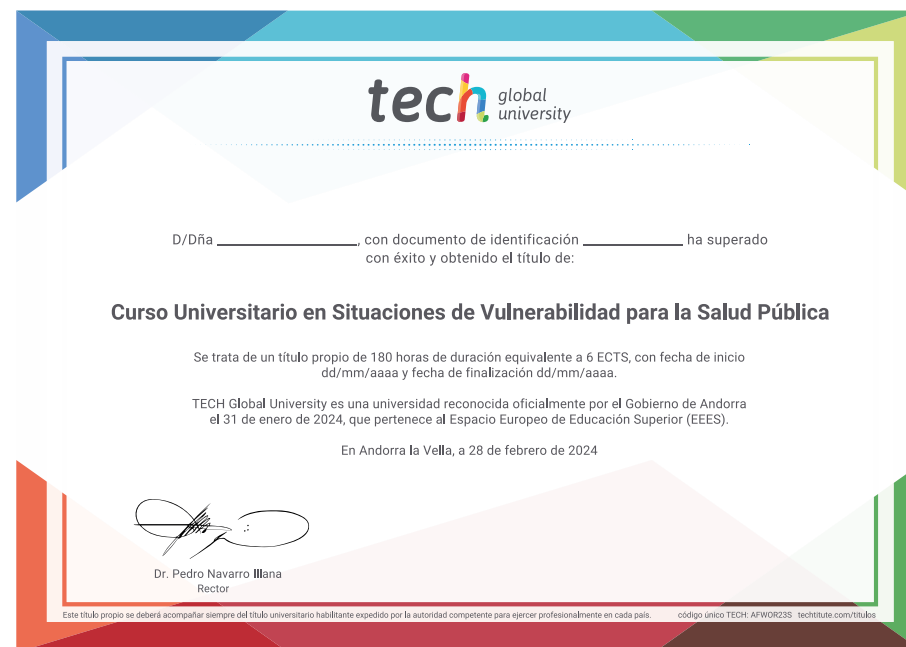 tech global university
D/Dña ____________, con documento de identificación ____________ ha superado
con éxito y obtenido el título de:
Curso Universitario en Situaciones de Vulnerabilidad para la Salud Pública
Se trata de un título propio de 180 horas de duración equivalente a 6 ECTS, con fecha de inicio
dd/mm/aaaa y fecha de finalización dd/mm/aaaa.
TECH Global University es una universidad reconocida oficialmente por el Gobierno de Andorra
el 31 de enero de 2024, que pertenece al Espacio Europeo de Educación Superior (EEES).
En Andorra la Vella, a 28 de febrero de 2024
Dr. Pedro Navarro Illana
Rector
Este título propio se deberá acompañar siempre del título universitario habilitante expedido por la autoridad competente para ejercer profesionalmente en cada país. código único TECH: AFWOR23S techtitute.com/titulos